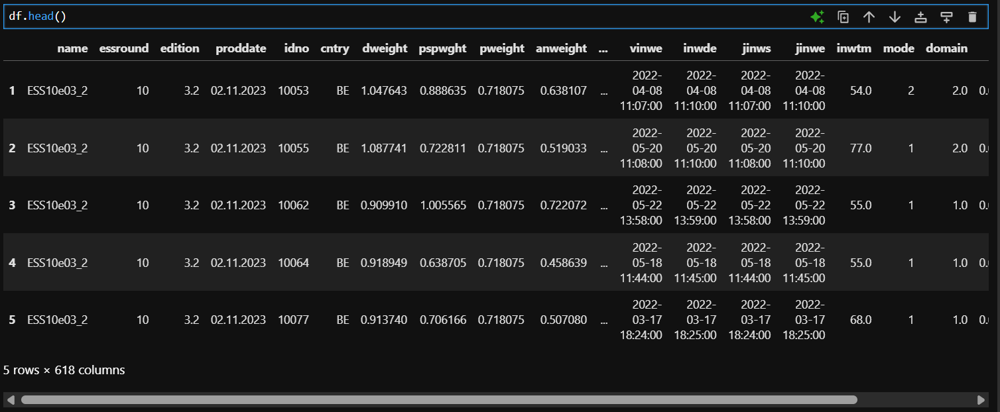 df.head()
name essround edition proddate idno cntry dweight pspwght pweight anweight ... vinwe inwde jinws jinwe inwtm mode domain
1 ESS10e03_2 10 3.2 02.11.2023 10053 BE 1.047643 0.888635 0.718075 0.638107 ... 2022-04-08 11:07:00 2022-04-08 11:10:00 2022-04-08 11:07:00 2022-04-08 11:10:00 54.0 2 2.0 0.
2 ESS10e03_2 10 3.2 02.11.2023 10055 BE 1.087741 0.722811 0.718075 0.519033 ... 2022-05-20 11:08:00 2022-05-20 11:10:00 2022-05-20 11:08:00 2022-05-20 11:10:00 77.0 1 2.0 0.
3 ESS10e03_2 10 3.2 02.11.2023 10062 BE 0.909910 1.005565 0.718075 0.722072 ... 2022-05-22 13:58:00 2022-05-22 13:59:00 2022-05-22 13:58:00 2022-05-22 13:59:00 55.0 1 1.0 0.
4 ESS10e03_2 10 3.2 02.11.2023 10064 BE 0.918949 0.638705 0.718075 0.458639 ... 2022-05-18 11:44:00 2022-05-18 11:45:00 2022-05-18 11:44:00 2022-05-18 11:45:00 55.0 1 1.0 0.
5 ESS10e03_2 10 3.2 02.11.2023 10077 BE 0.913740 0.706166 0.718075 0.507080 ... 2022-03-17 18:24:00 2022-03-17 18:25:00 2022-03-17 18:24:00 2022-03-17 18:25:00 68.0 1 1.0 0.
5 rows × 618 columns